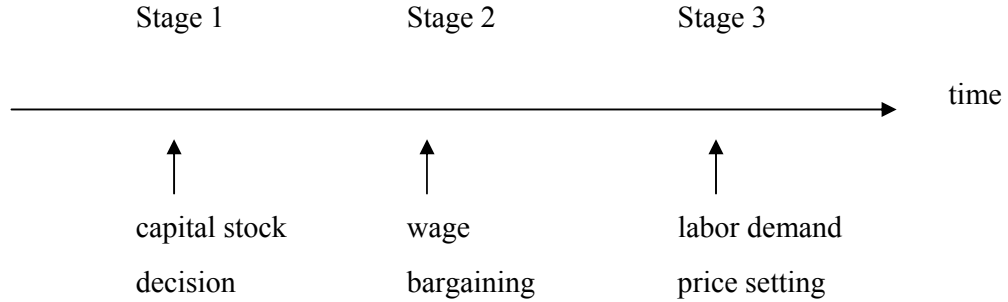 Stage 1 Stage 2 Stage 3
time
capital stock wage labor demand
decision bargaining price setting